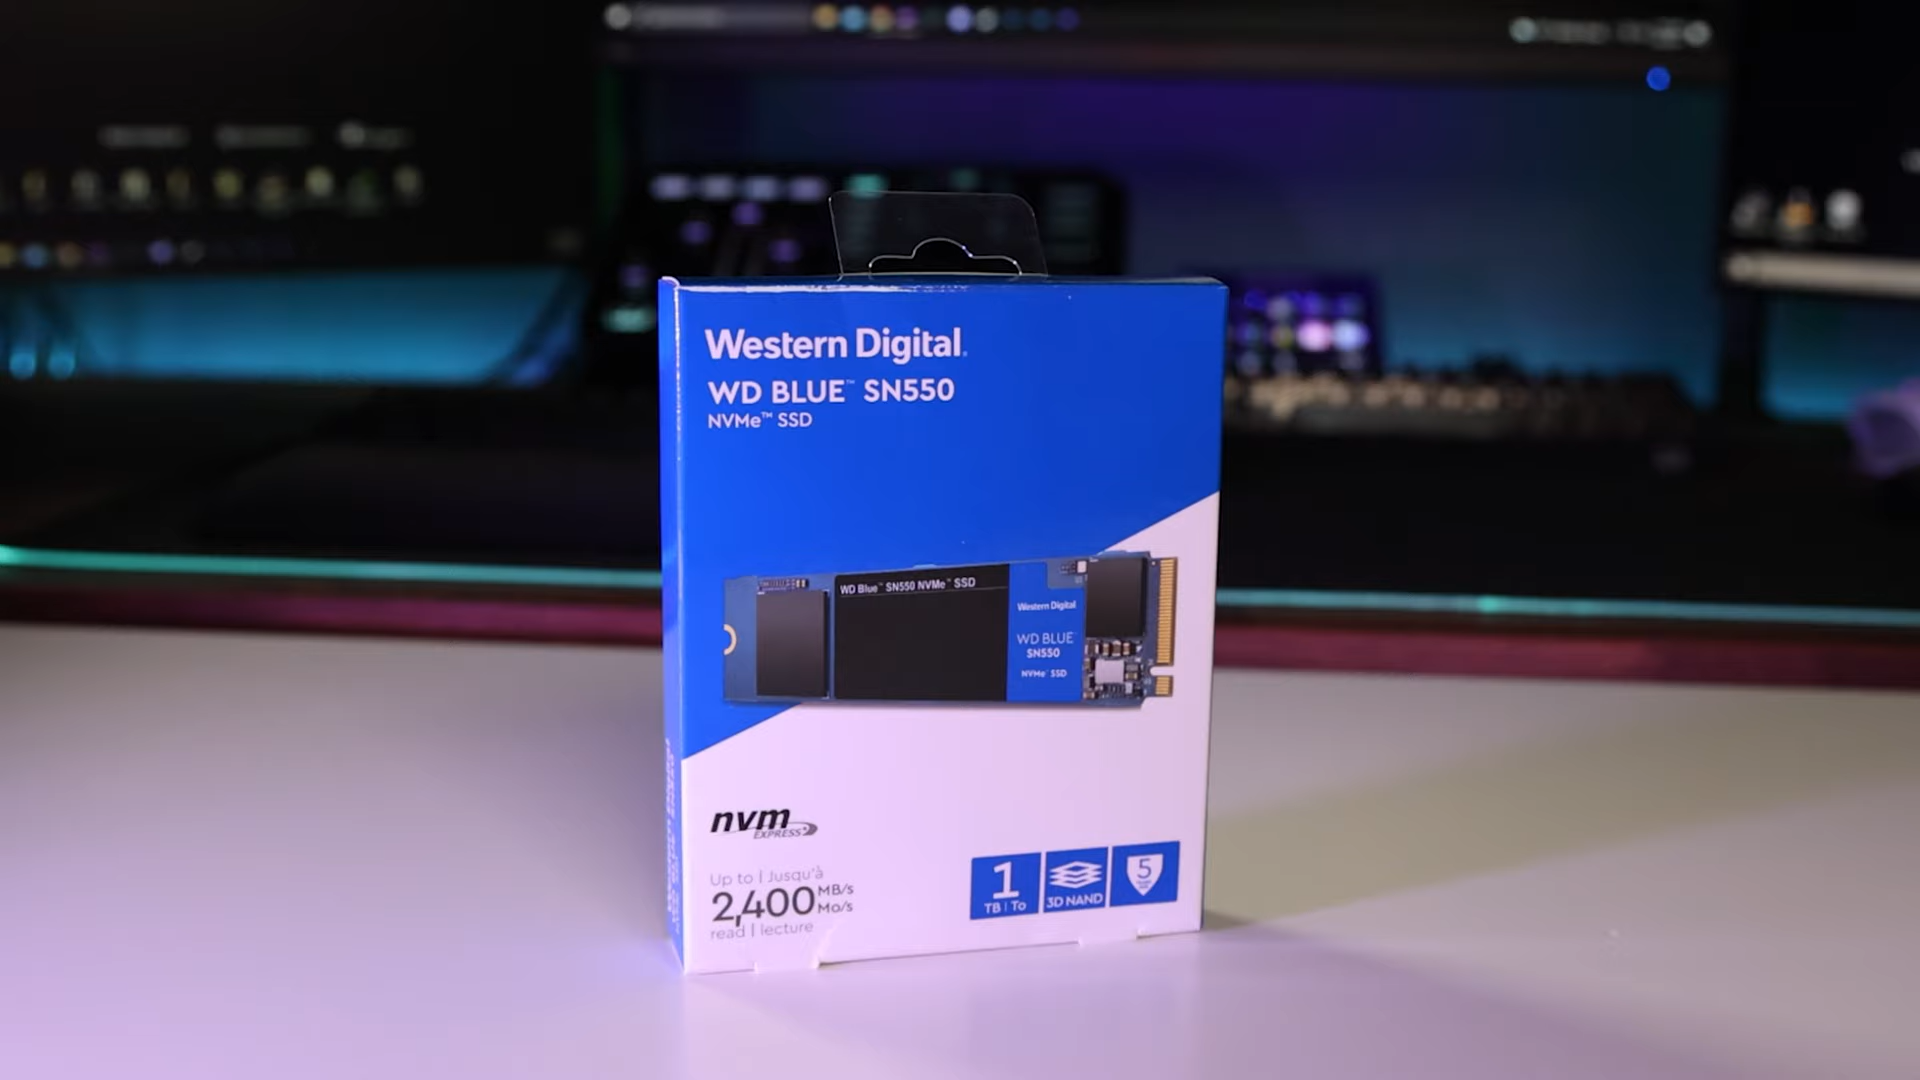 Western Digital.
WD BLUE™ SN550
NVMe™ SSD
WD Blue™ SN550 NVMe™ SSD
Western Digital
WD BLUE
SN550
NVMe™ SSD
nvm
EXPRESS
Up to | Jusqu'à
2,400 MB/s
Mo/s
read | lecture
1
TB | To
3D NAND
5